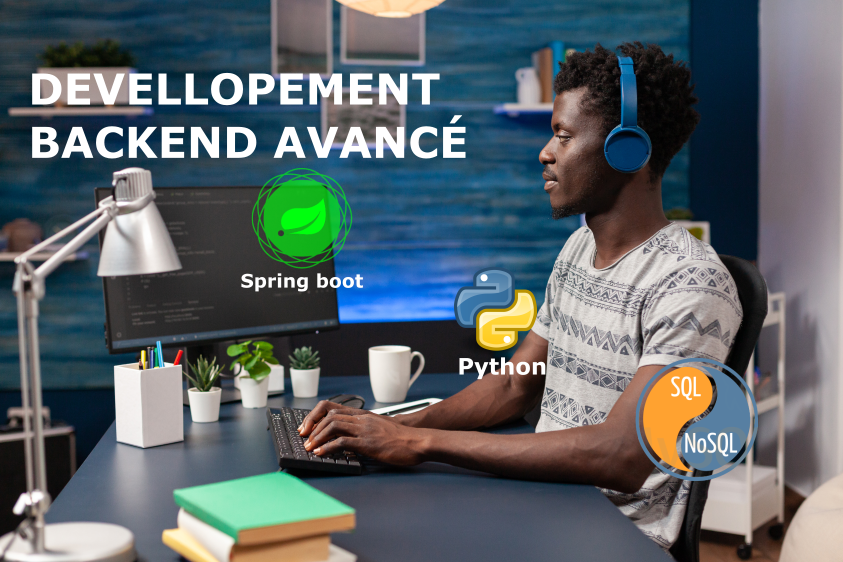 DEVELLOPEMENT
BACKEND AVANCÉ
Spring boot
Python
SQL
NoSQL